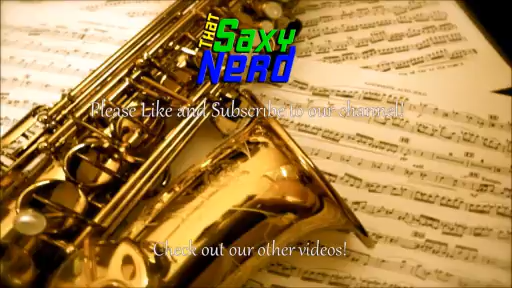 THAT
Saxy
Nerd
Please Like and Subscribe to our channel!
Check out our other videos!